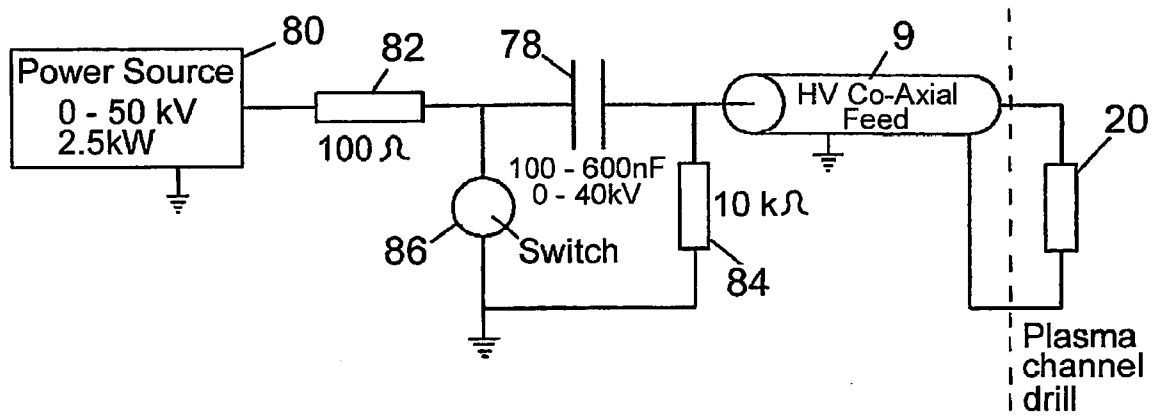 80
Power Source
0 - 50 kV
2.5kW
82
100 Ω
78
100 - 600nF
0 - 40kV
86
Switch
10 kΩ
84
9
HV Co-Axial
Feed
20
Plasma
channel
drill